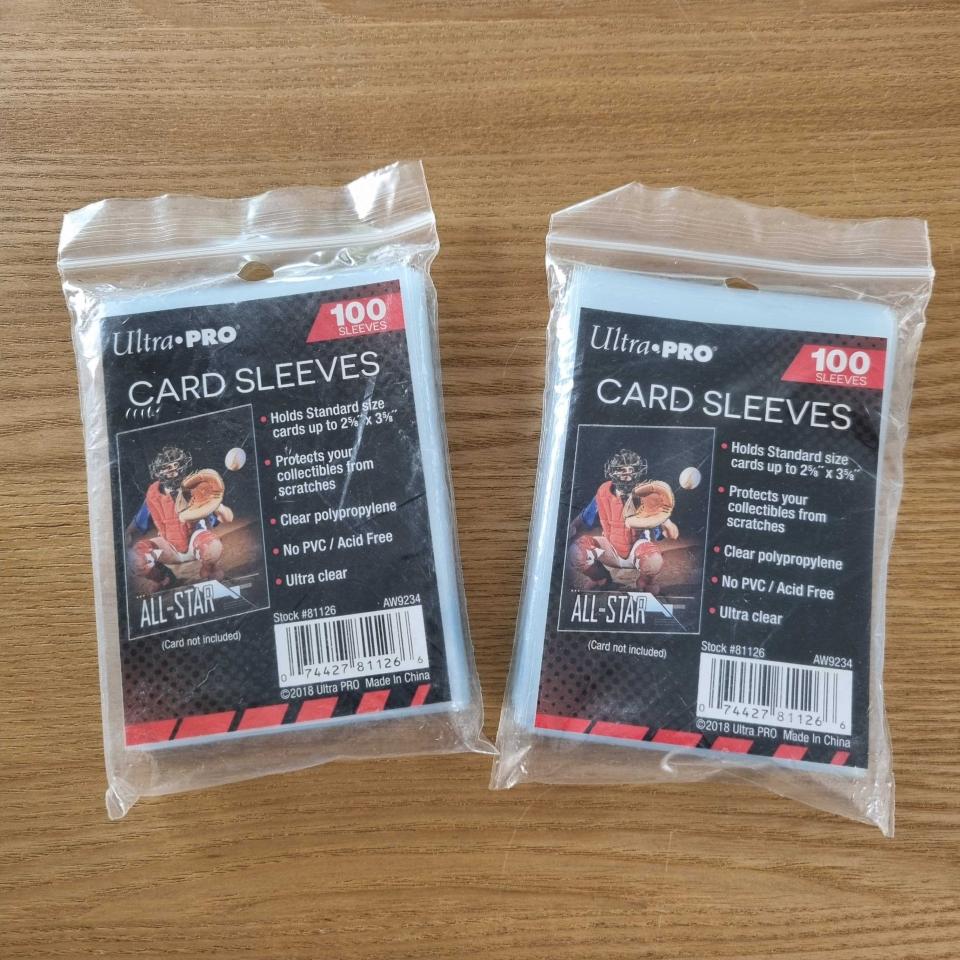 Ultra•PRO®
100
SLEEVES
CARD SLEEVES
• Holds Standard size
cards up to 2⅝˝ x 3⅝˝
• Protects your
collectibles from
scratches
• Clear polypropylene
• No PVC / Acid Free
• Ultra clear
ALL-STAR
(Card not included)
Stock #81126 AW9234
0 74427 81126 6
©2018 Ultra PRO Made In China
Ultra•PRO®
100
SLEEVES
CARD SLEEVES
• Holds Standard size
cards up to 2⅝˝ x 3⅝˝
• Protects your
collectibles from
scratches
• Clear polypropylene
• No PVC / Acid Free
• Ultra clear
ALL-STAR
(Card not included)
Stock #81126 AW9234
0 74427 81126 6
©2018 Ultra PRO Made In China